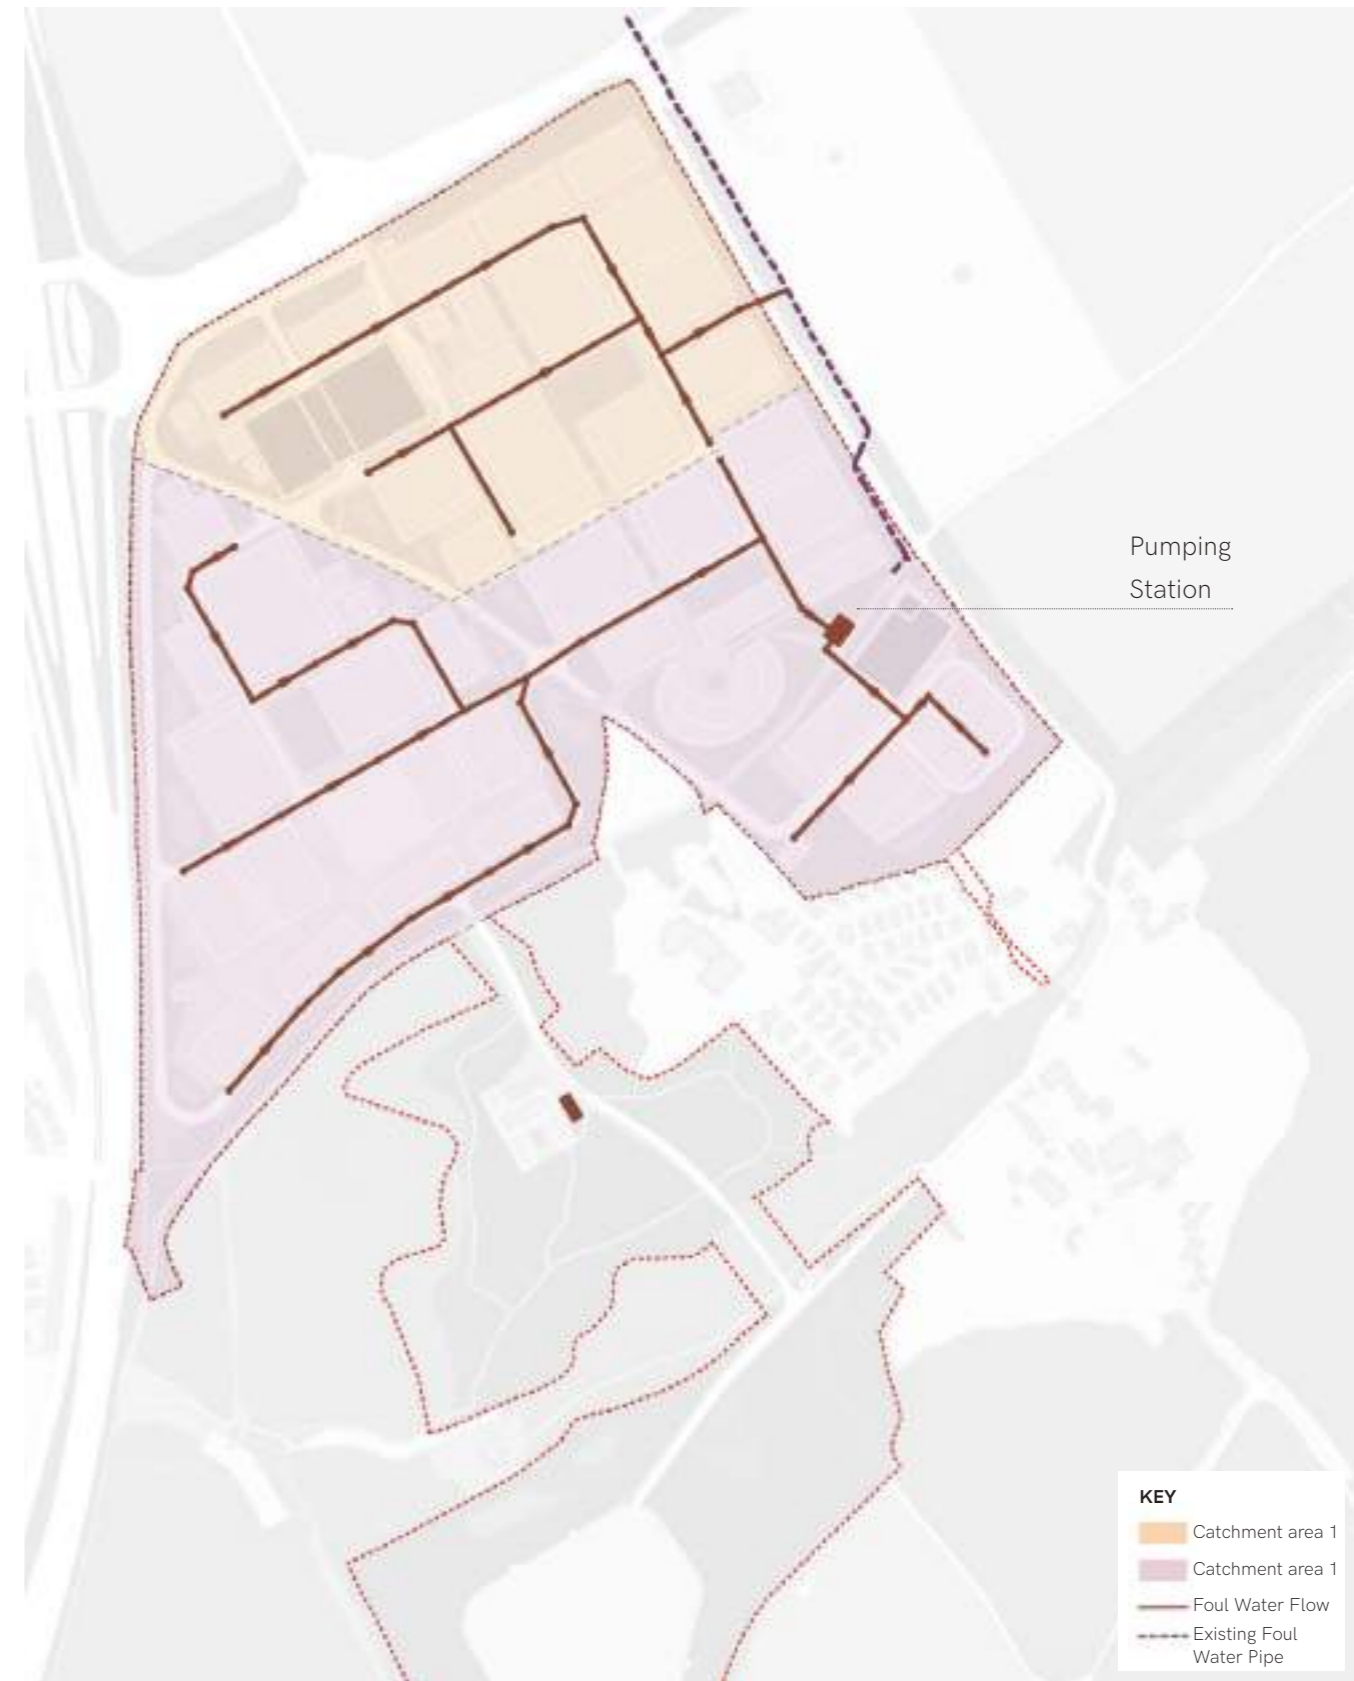 Pumping
Station
KEY
Catchment area 1
Catchment area 1
Foul Water Flow
Existing Foul
Water Pipe